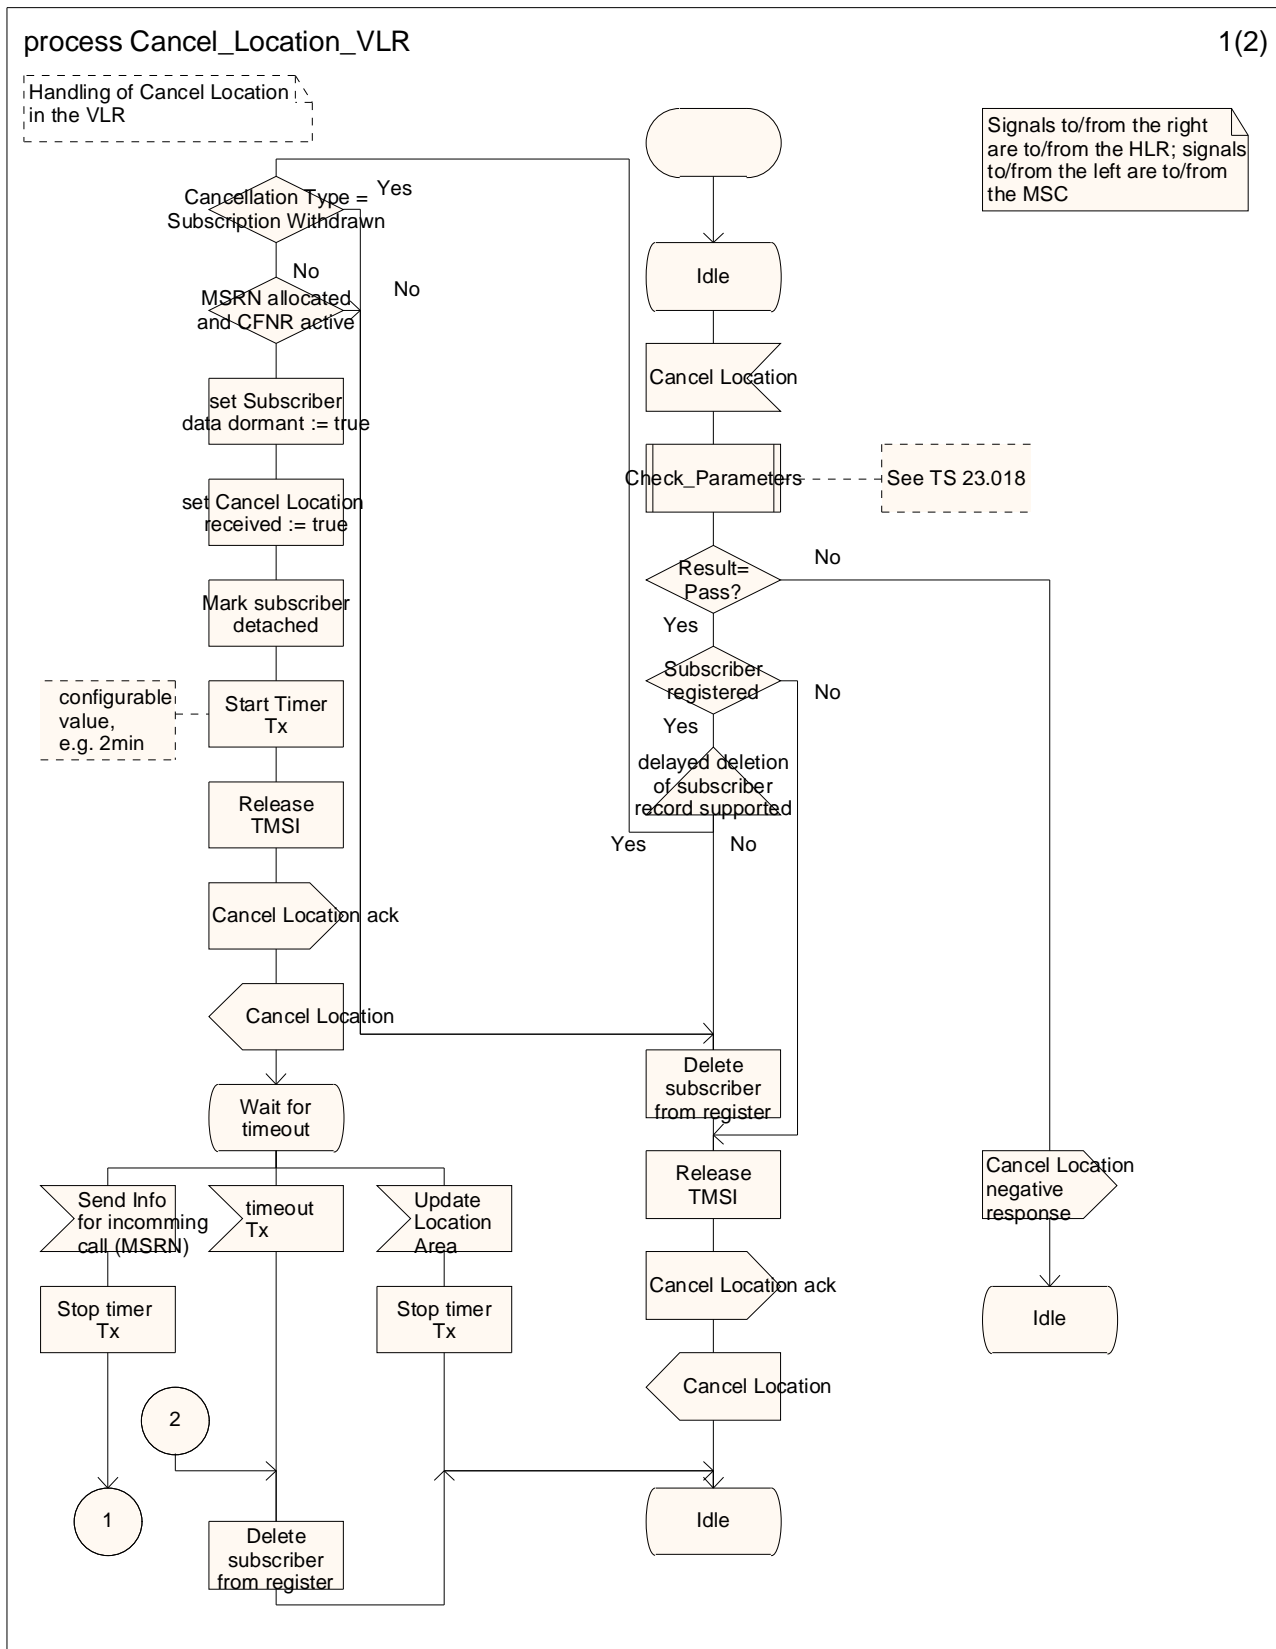 process Cancel_Location_VLR
1(2)
Handling of Cancel Location
in the VLR
Signals to/from the right
are to/from the HLR; signals
to/from the left are to/from
the MSC
Cancellation Type =
Subscription Withdrawn
Yes
No
MSRN allocated
and CFNR active
No
set Subscriber
data dormant := true
set Cancel Location
received := true
Mark subscriber
detached
configurable
value,
e.g. 2min
Start Timer
Tx
Release
TMSI
Cancel Location ack
Cancel Location
Wait for
timeout
Send Info
for incomming
call (MSRN)
timeout
Tx
Update
Location
Area
Stop timer
Tx
Stop timer
Tx
2
1
Delete
subscriber
from register
Idle
Cancel Location
Check_Parameters
See TS 23.018
Result=
Pass?
No
Yes
Subscriber
registered
No
Yes
delayed deletion
of subscriber
record supported
Yes
No
Delete
subscriber
from register
Release
TMSI
Cancel Location ack
Cancel Location
Idle
Cancel Location
negative
response
Idle